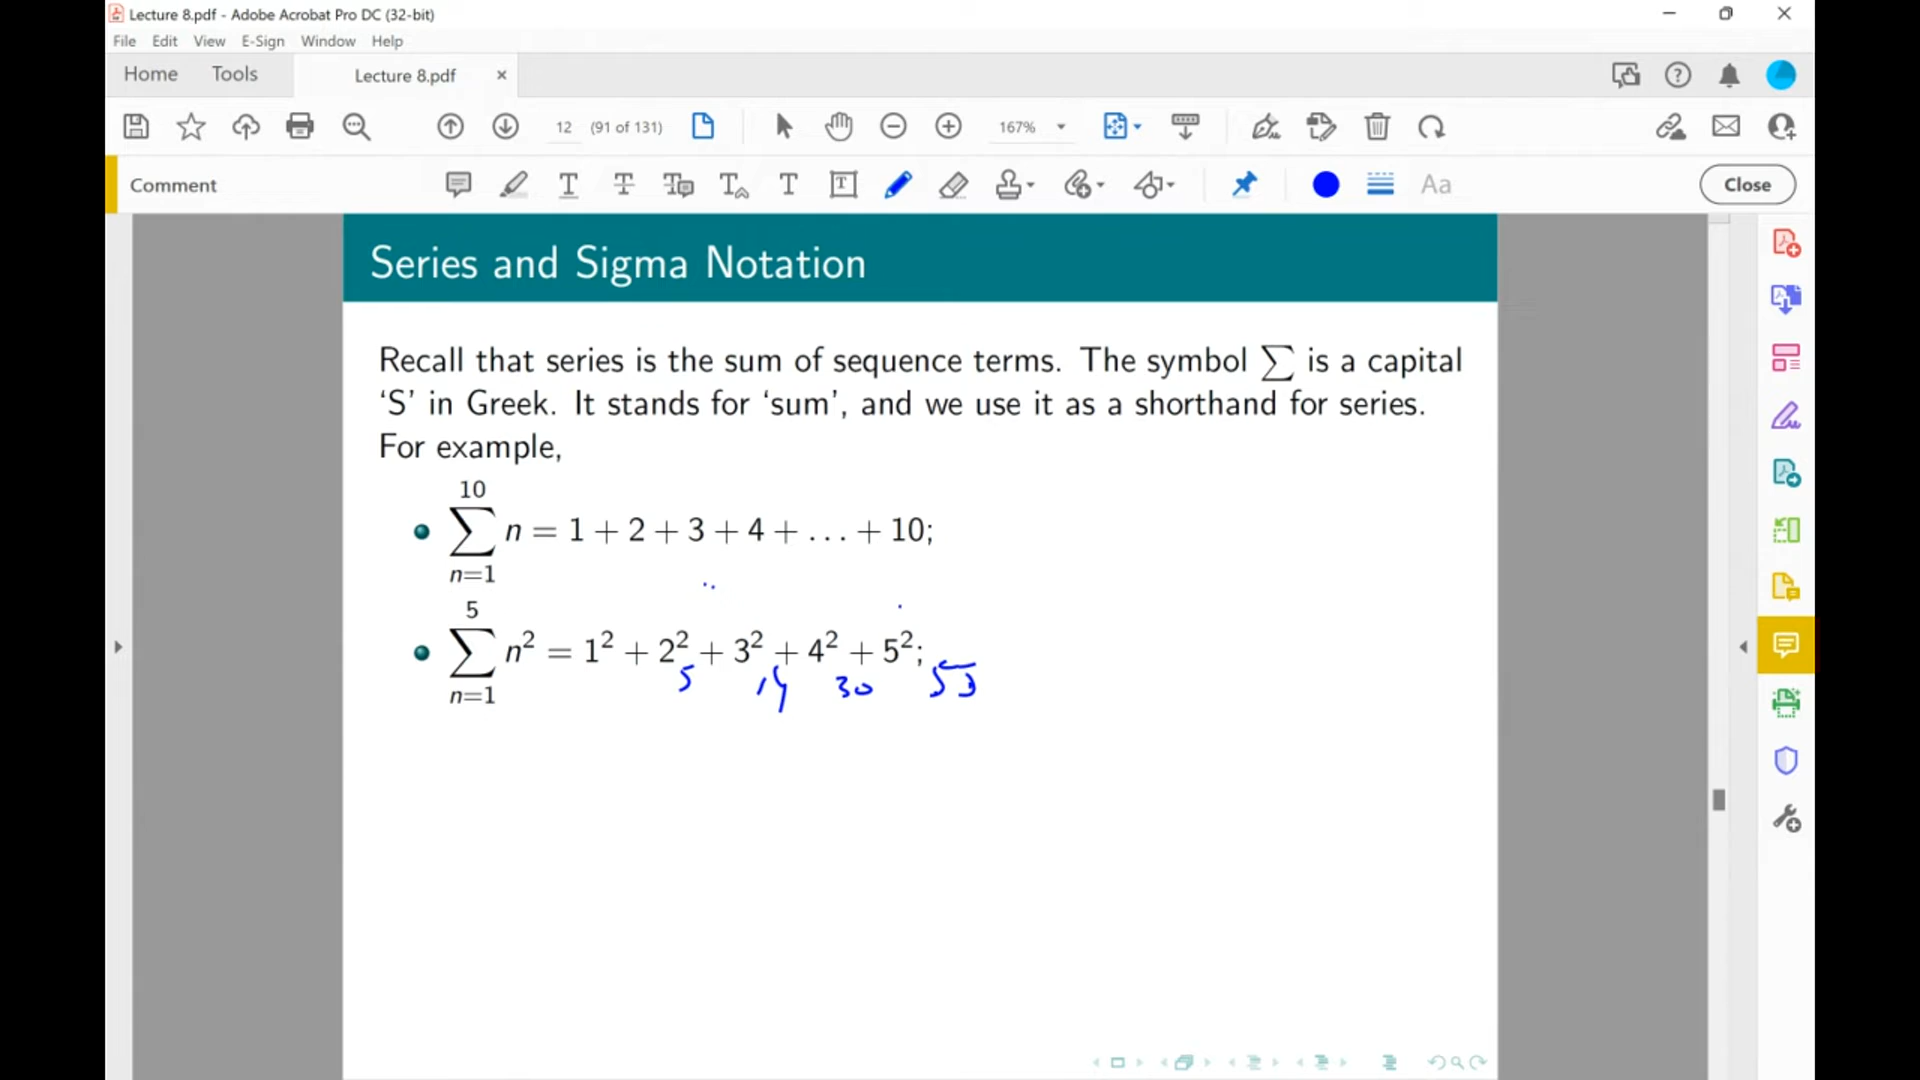 Lecture 8.pdf - Adobe Acrobat Pro DC (32-bit)
File Edit View E-Sign Window Help
Home Tools Lecture 8.pdf
12 (91 of 131) 167%
Comment Close
Series and Sigma Notation
Recall that series is the sum of sequence terms. The symbol ∑ is a capital
‘S’ in Greek. It stands for ‘sum’, and we use it as a shorthand for series.
For example,
10
∑ n = 1 + 2 + 3 + 4 + . . . + 10;
n=1
5
∑ n² = 1² + 2² + 3² + 4² + 5²;
5 14 30
n=1